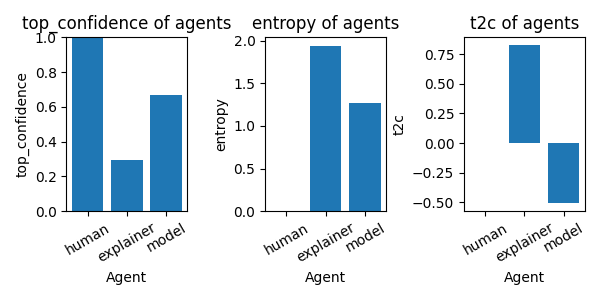 top_confidence of agents
top_confidence
1.0
0.8
0.6
0.4
0.2
0.0
human
explainer
model
Agent
entropy of agents
entropy
2.0
1.5
1.0
0.5
0.0
human
explainer
model
Agent
t2c of agents
t2c
0.75
0.50
0.25
0.00
−0.25
−0.50
human
explainer
model
Agent